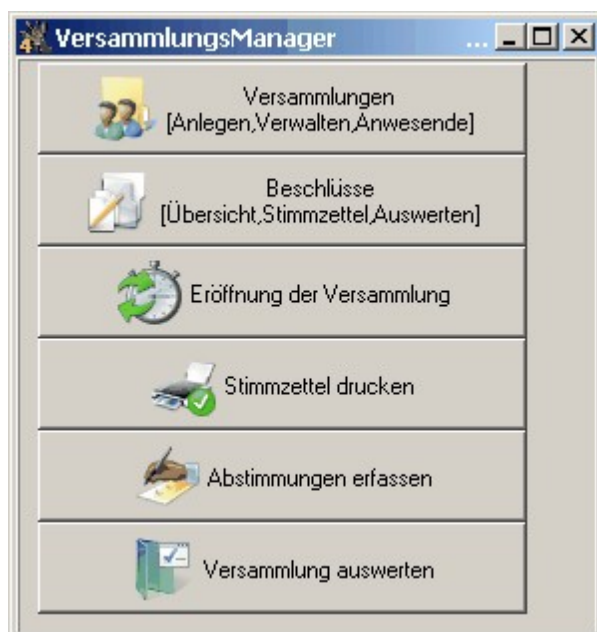 VersammlungsManager ...
Versammlungen
[Anlegen,Verwalten,Anwesende]
Beschlüsse
[Übersicht,Stimmzettel,Auswerten]
Eröffnung der Versammlung
Stimmzettel drucken
Abstimmungen erfassen
Versammlung auswerten